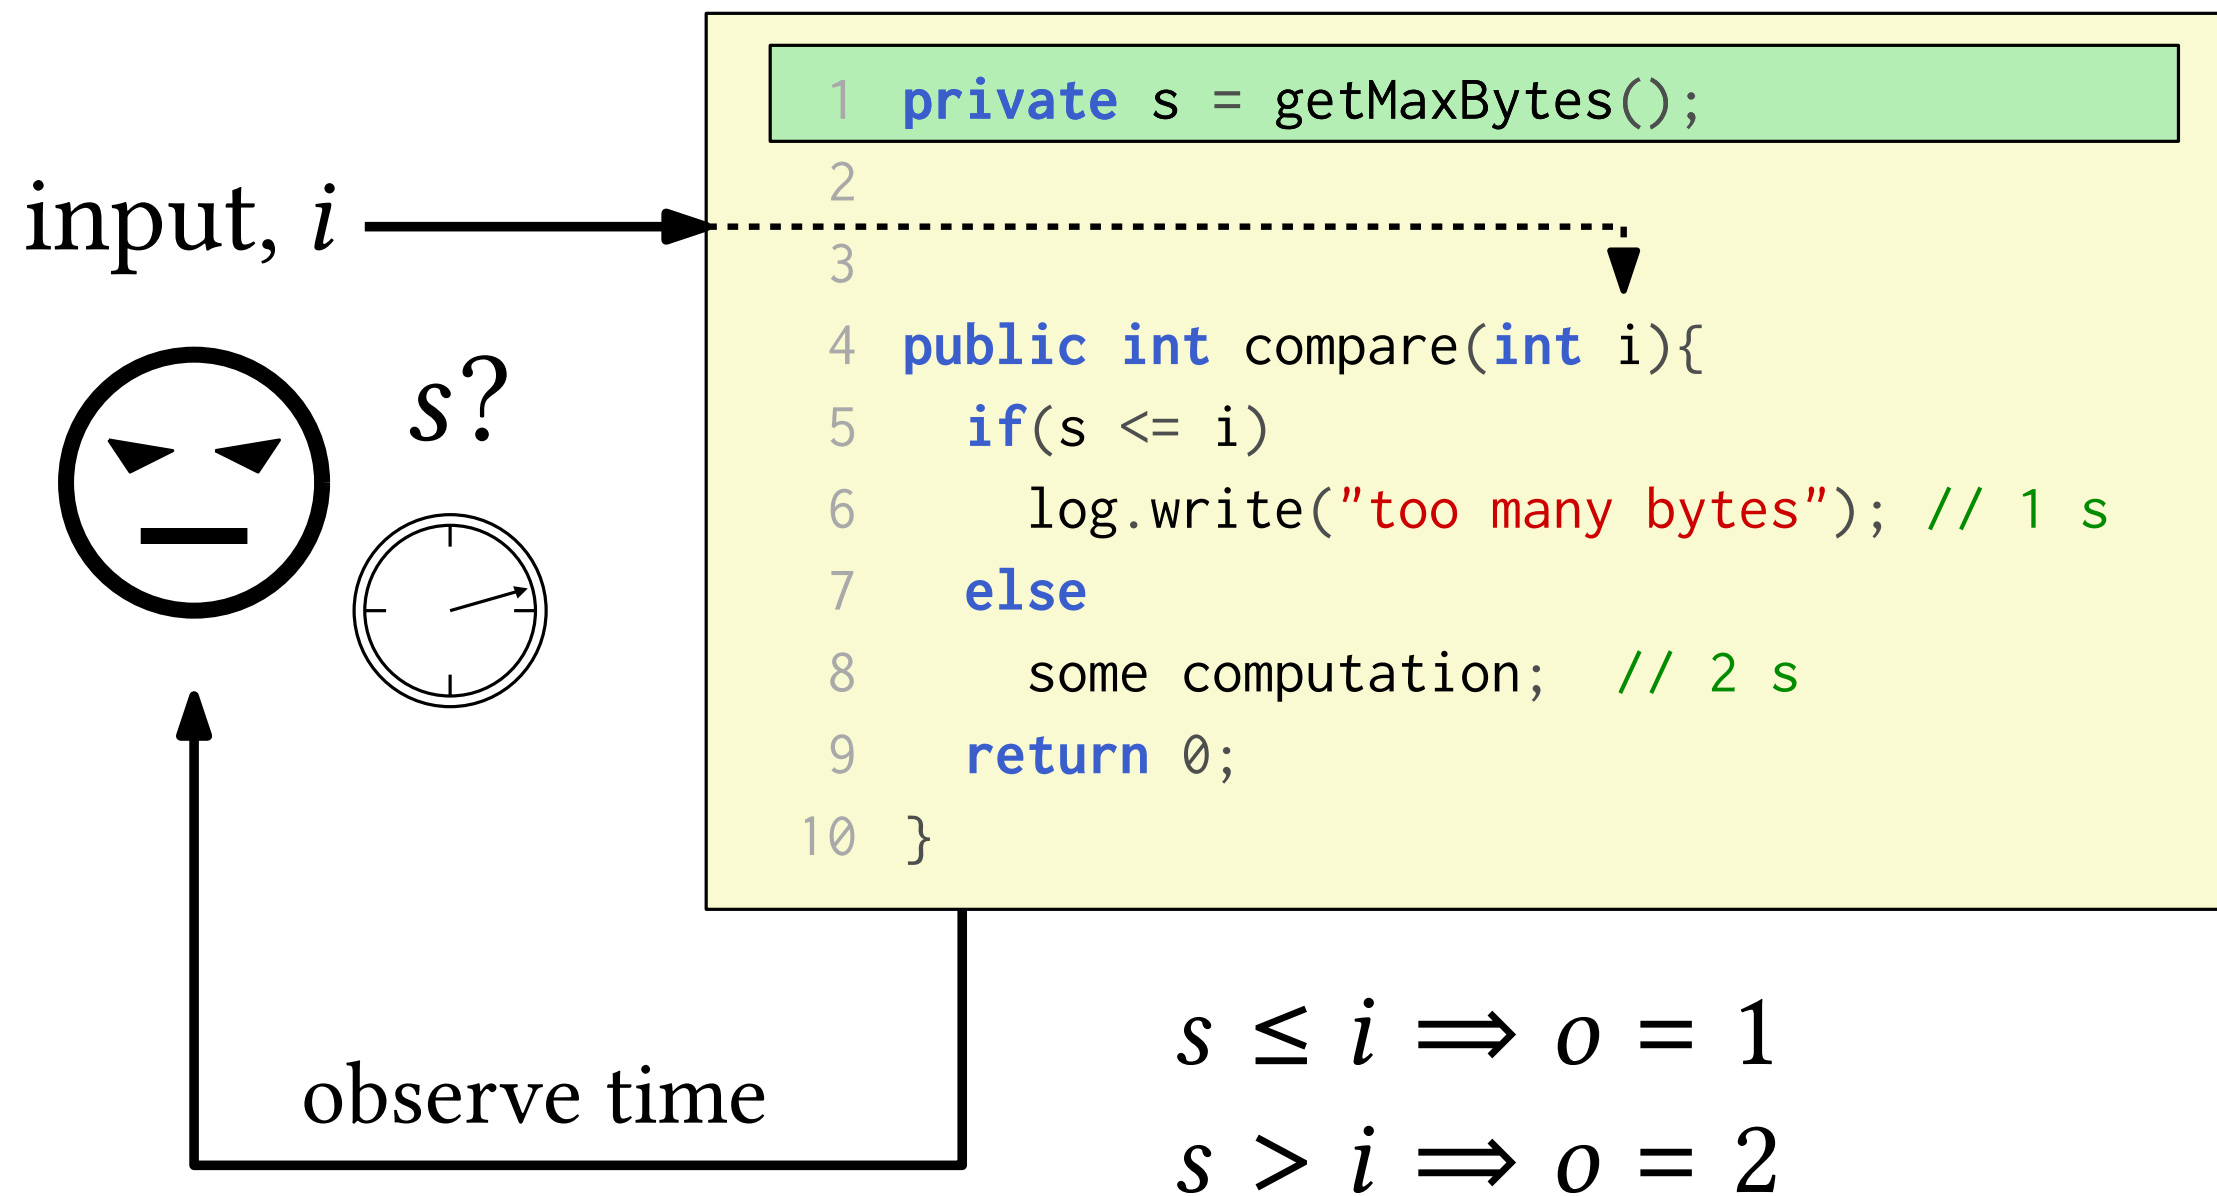 1 private s = getMaxBytes();
2
input, i
3
4 public int compare(int i){
s?
5 if(s <= i)
6 log.write("too many bytes"); // 1 s
7 else
8 some computation; // 2 s
9 return 0;
10 }
s ≤ i ⟹ o = 1
observe time
s > i ⟹ o = 2